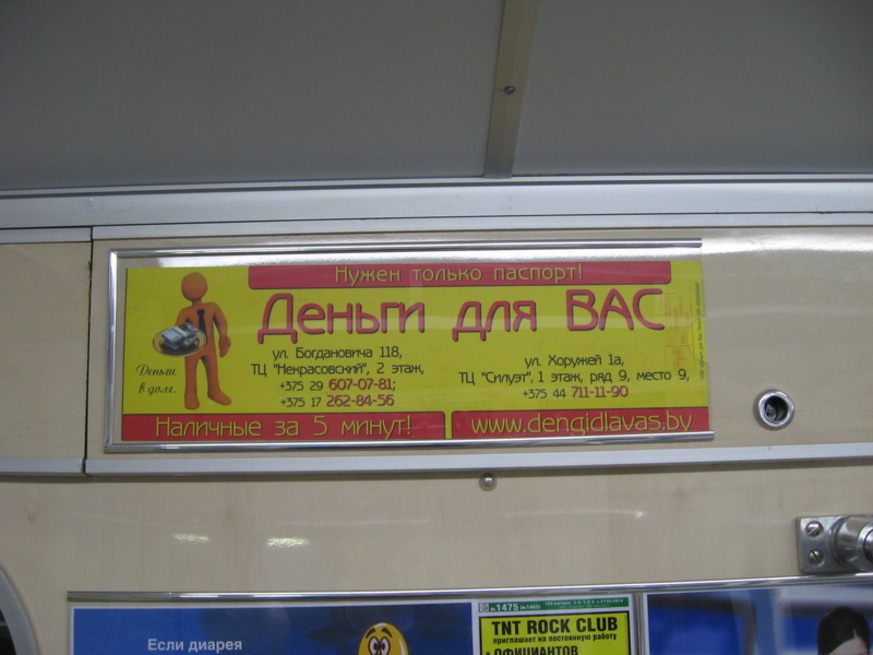 Нужен только паспорт!
Деньги для ВАС
Деньги
в долг.
ул. Богдановича 118,
ТЦ "Некрасовский", 2 этаж,
+375 29 607-07-81;
+375 17 262-84-56
ул. Хоружей 1а,
ТЦ "Силуэт", 1 этаж, ряд 9, место 9,
+375 44 711-11-90
Наличные за 5 минут!
www.dengidlavas.by
Если диарея
№1475
TNT ROCK CLUB
приглашает на постоянную работу
• ОФИЦИАНТОВ